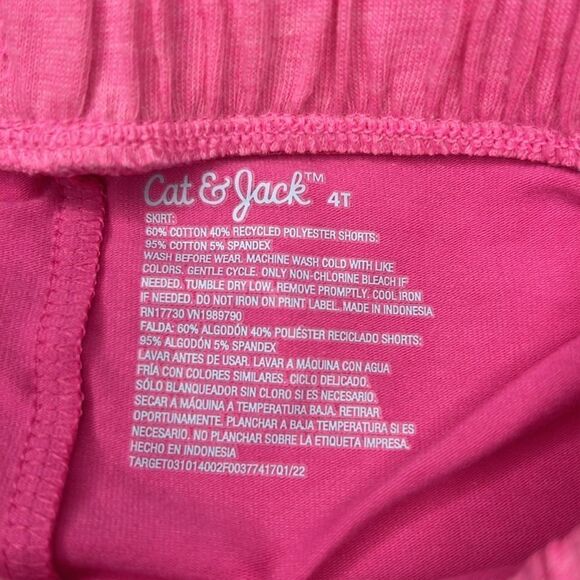 Cat & Jack™ 4T
SKIRT:
60% COTTON 40% RECYCLED POLYESTER SHORTS:
95% COTTON 5% SPANDEX
WASH BEFORE WEAR. MACHINE WASH COLD WITH LIKE
COLORS. GENTLE CYCLE. ONLY NON-CHLORINE BLEACH IF
NEEDED. TUMBLE DRY LOW. REMOVE PROMPTLY. COOL IRON
IF NEEDED. DO NOT IRON ON PRINT LABEL. MADE IN INDONESIA
RN17730 VN1989790
FALDA: 60% ALGODÓN 40% POLIÉSTER RECICLADO SHORTS:
95% ALGODÓN 5% SPANDEX
LAVAR ANTES DE USAR. LAVAR A MÁQUINA CON AGUA
FRÍA CON COLORES SIMILARES. CICLO DELICADO.
SÓLO BLANQUEADOR SIN CLORO SI ES NECESARIO.
SECAR A MÁQUINA A TEMPERATURA BAJA. RETIRAR
OPORTUNAMENTE. PLANCHAR A BAJA TEMPERATURA SI ES
NECESARIO. NO PLANCHAR SOBRE LA ETIQUETA IMPRESA.
HECHO EN INDONESIA
TARGET031014002F00377417Q1/22